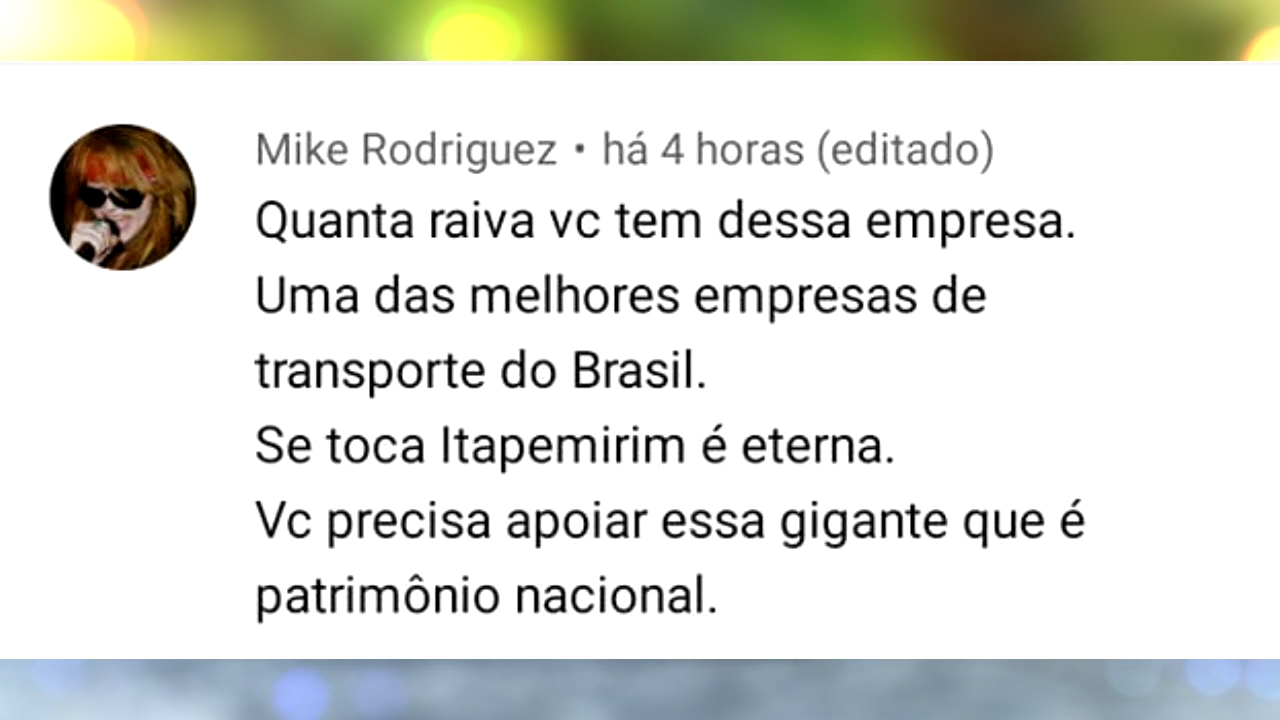 Mike Rodriguez • há 4 horas (editado)
Quanta raiva vc tem dessa empresa.
Uma das melhores empresas de
transporte do Brasil.
Se toca Itapemirim é eterna.
Vc precisa apoiar essa gigante que é
patrimônio nacional.